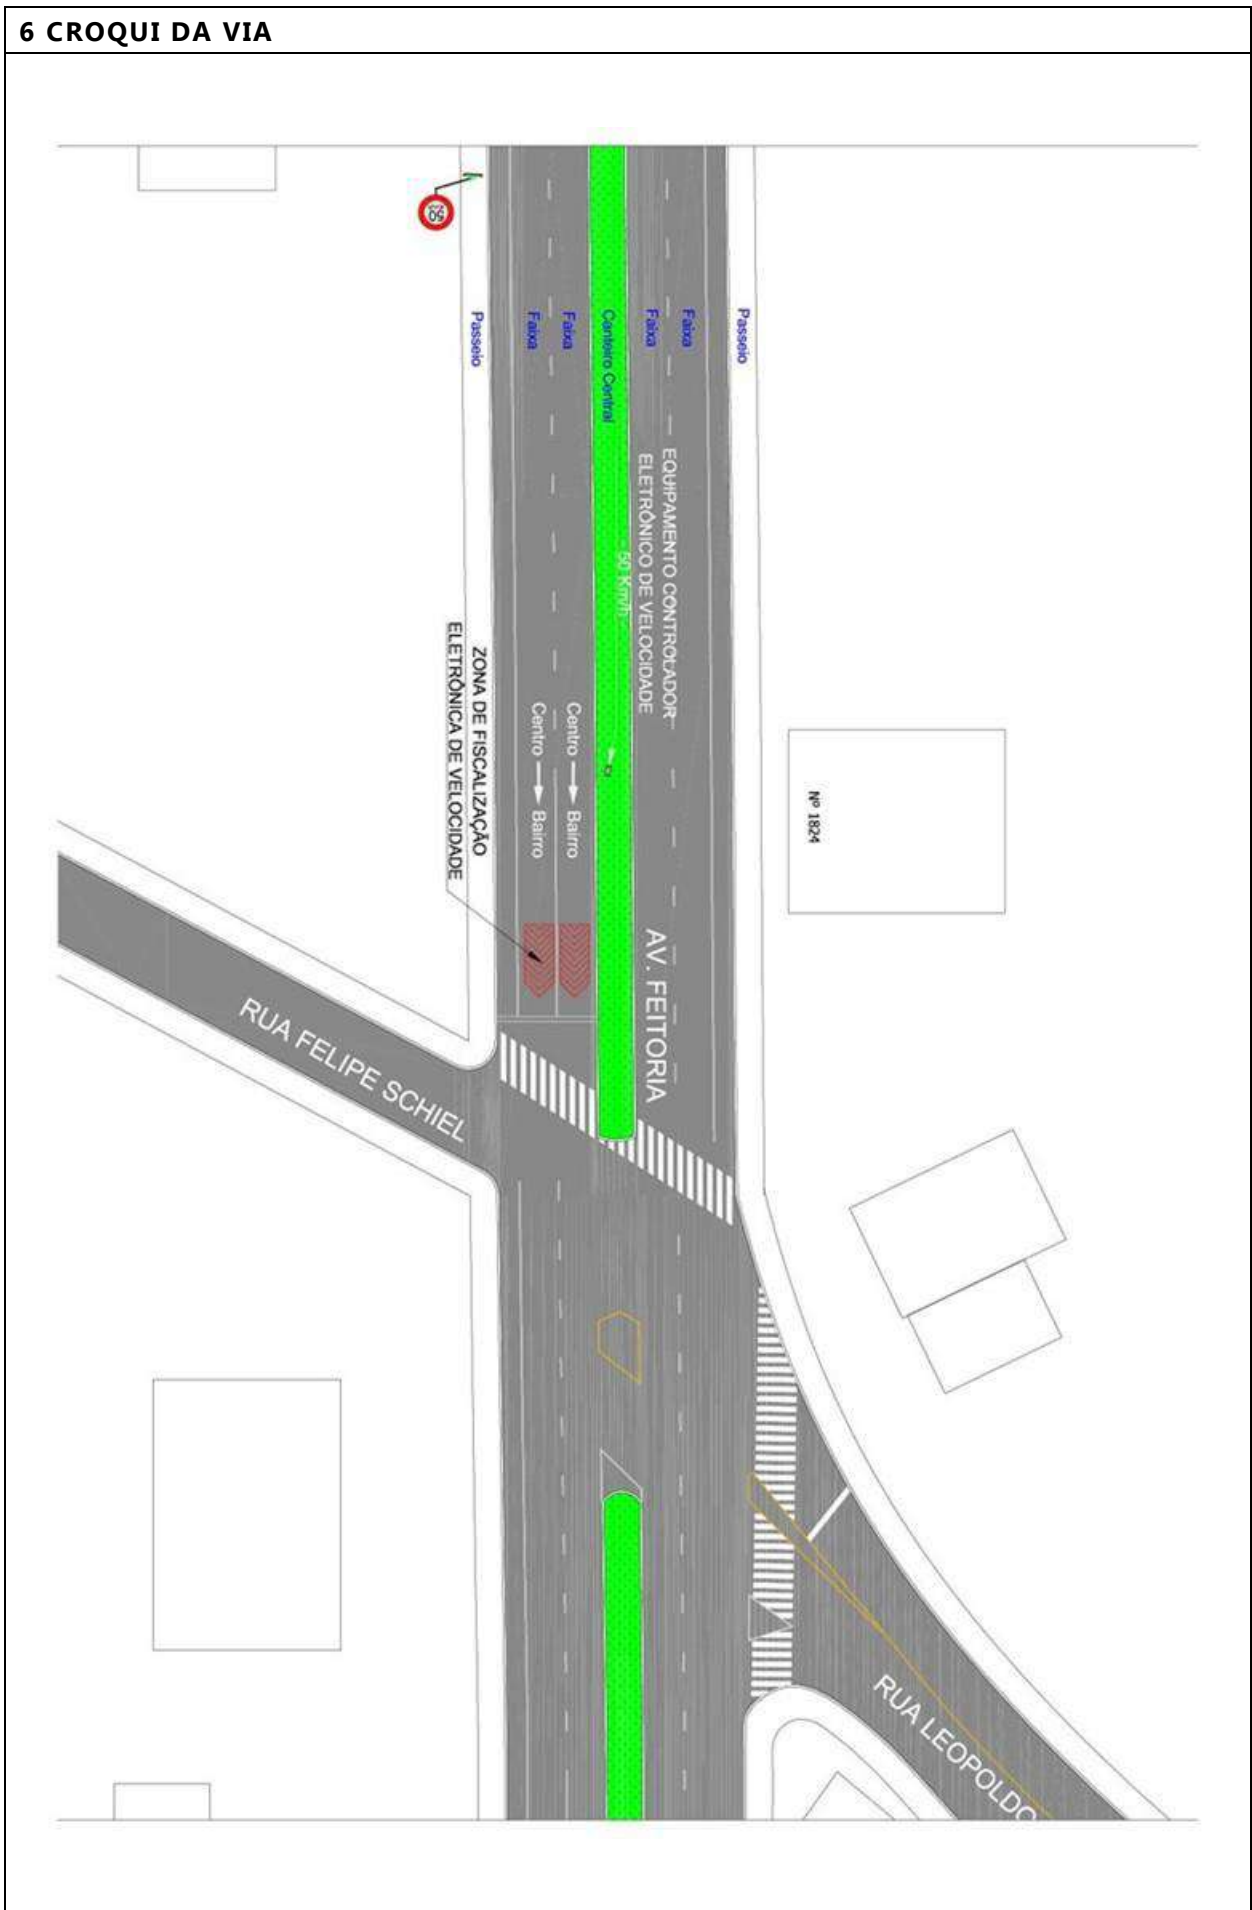 6 CROQUI DA VIA
Passeio
Faixa
Faixa
Canteiro Central
Faixa
Faixa
Passeio
EQUIPAMENTO CONTROLADOR
ELETRÔNICO DE VELOCIDADE
- 50 Km/h -
ZONA DE FISCALIZAÇÃO
ELETRÔNICA DE VELOCIDADE
Centro
Bairro
Centro
Bairro
Nº 1824
AV. FEITORIA
RUA FELIPE SCHIEL
RUA LEOPOLDO